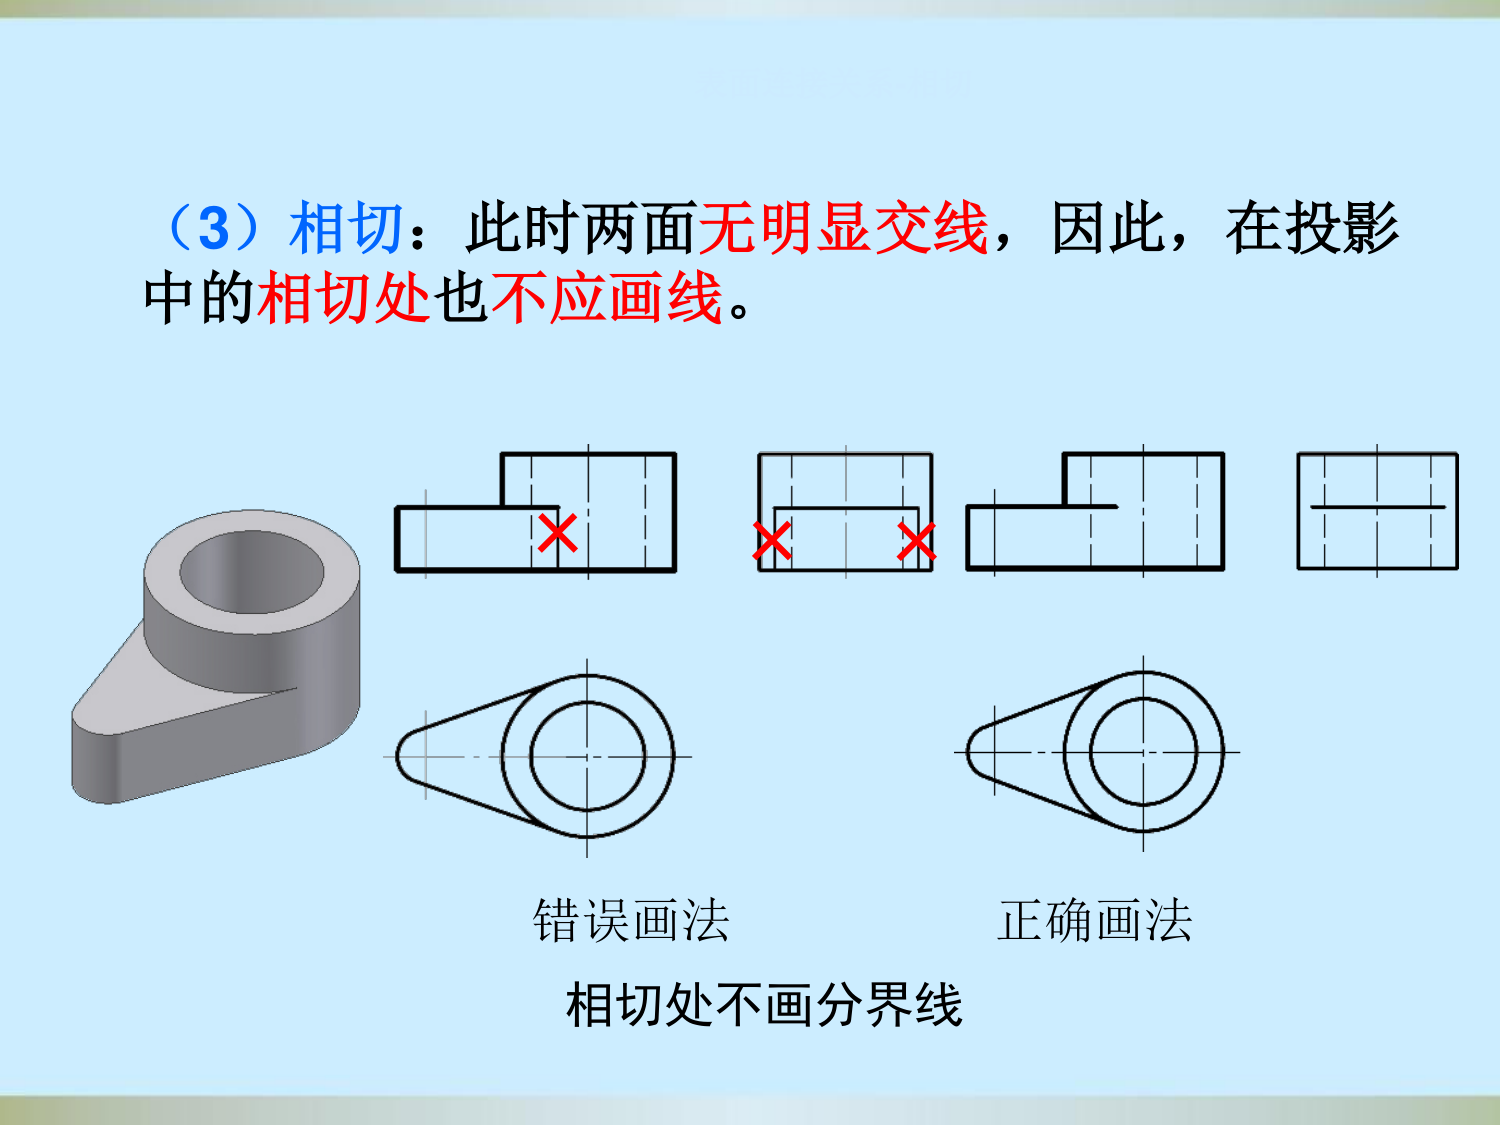 （3）相切：此时两面无明显交线，因此，在投影
中的相切处也不应画线。
错误画法
正确画法
相切处不画分界线